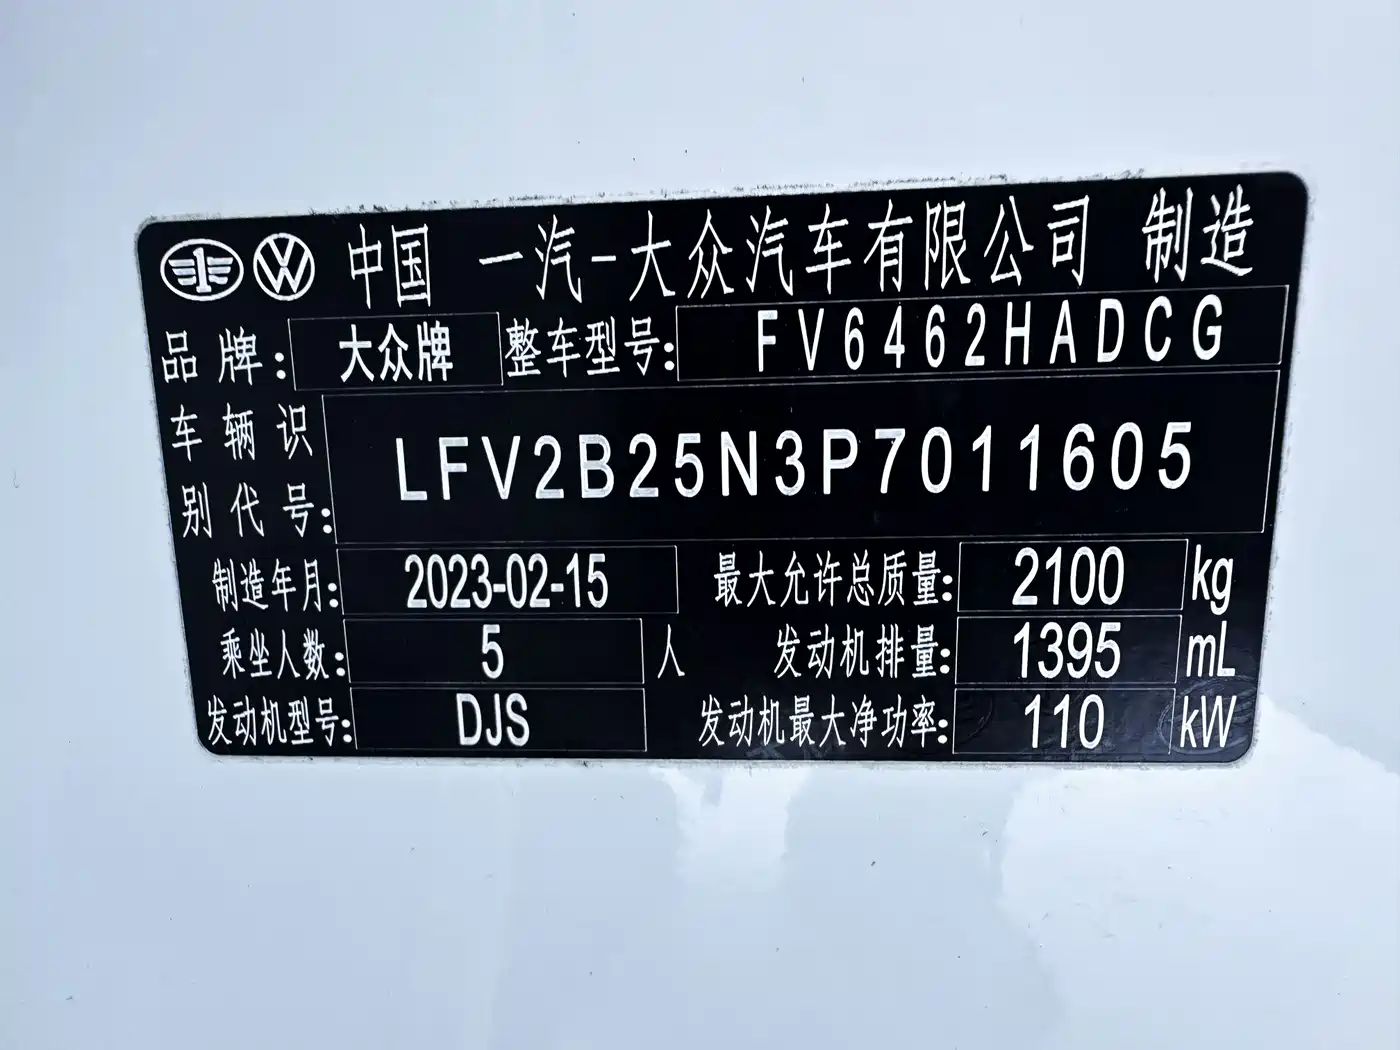 中国 一汽-大众汽车有限公司 制造
品牌: 大众牌 整车型号: FV6462HADCG
车辆识别代号: LFV2B25N3P7011605
制造年月: 2023-02-15 最大允许总质量: 2100 kg
乘坐人数: 5 人 发动机排量: 1395 mL
发动机型号: DJS 发动机最大净功率: 110 kW